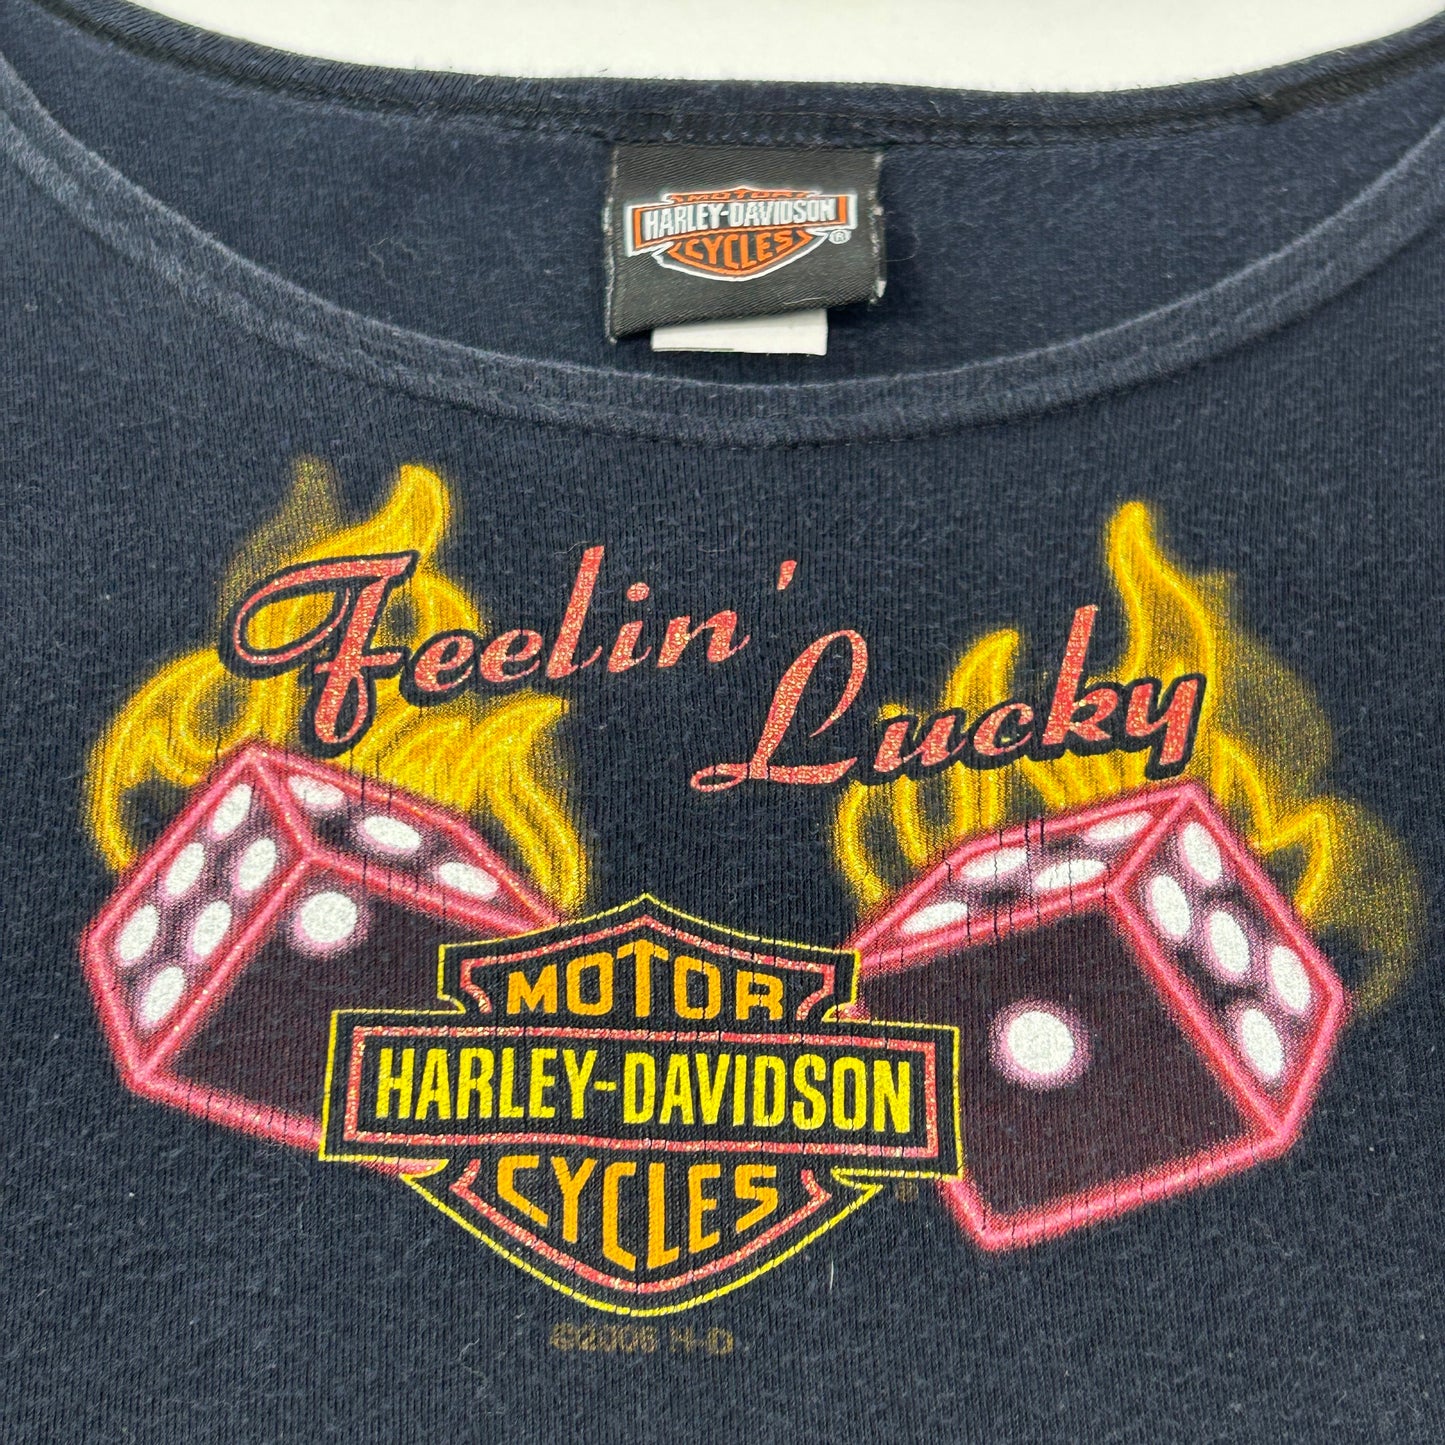 MOTOR
HARLEY-DAVIDSON
CYCLES
®
Feelin' Lucky
MOTOR
HARLEY-DAVIDSON
CYCLES
®
©2006 H-D